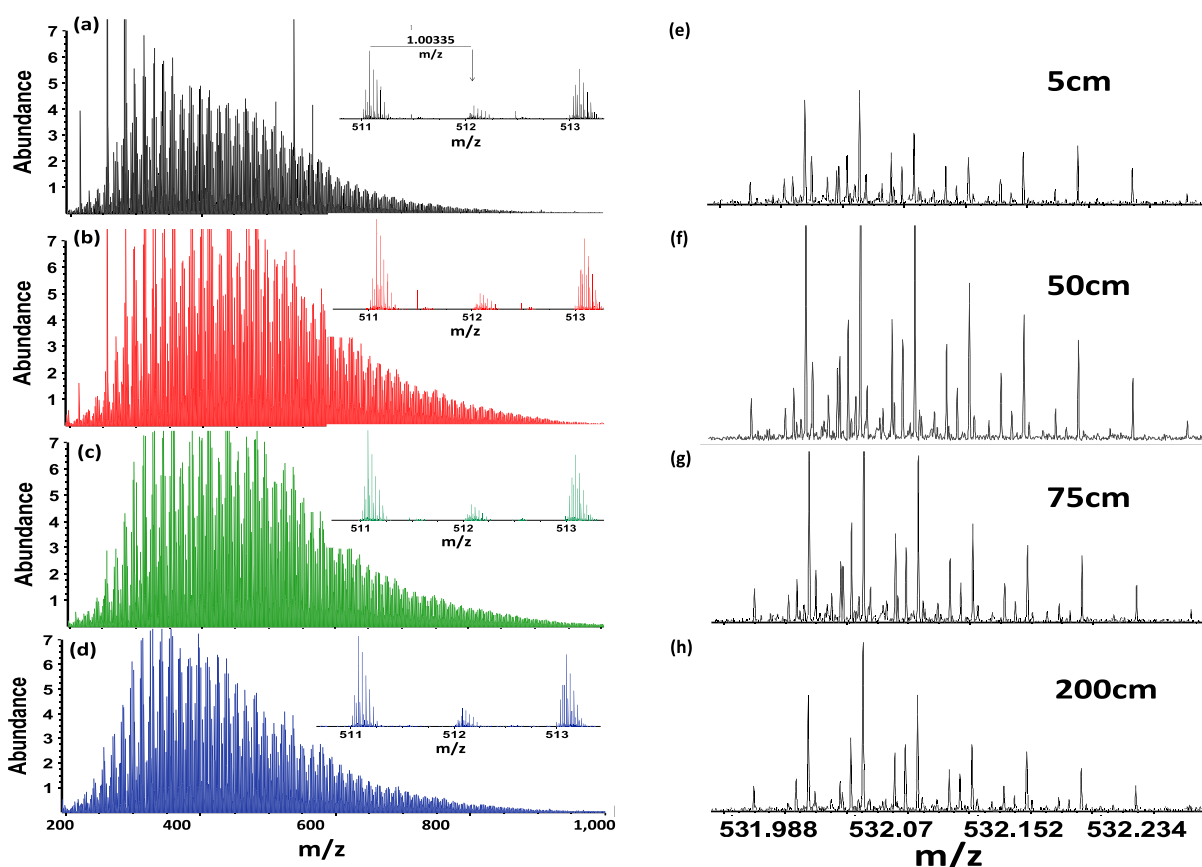 (a)
7
6
5
4
3
2
1
Abundance
1.00335
m/z
511
512
513
m/z
(b)
7
6
5
4
3
2
1
Abundance
511
512
513
m/z
(c)
7
6
5
4
3
2
1
Abundance
511
512
513
m/z
(d)
7
6
5
4
3
2
1
Abundance
511
512
513
m/z
200
400
600
800
1,000
m/z
(e)
5cm
(f)
50cm
(g)
75cm
(h)
200cm
531.988
532.07
532.152
532.234
m/z